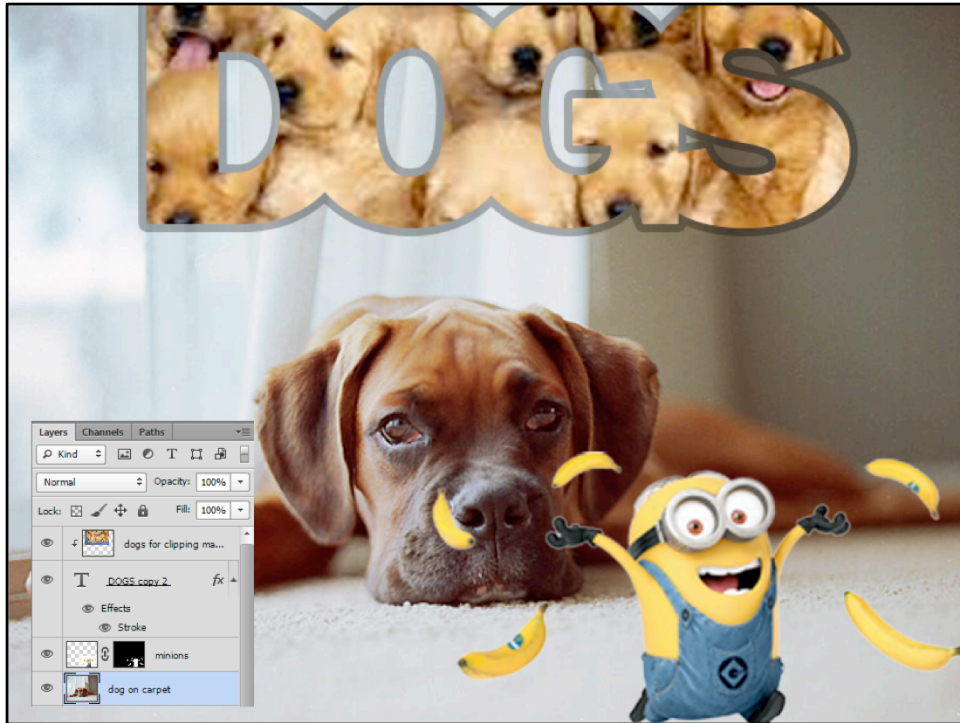 DOGS
Layers Channels Paths
Kind
Normal Opacity: 100%
Lock: Fill: 100%
dogs for clipping ma...
T DOGS copy 2 fx
Effects
Stroke
minions
dog on carpet